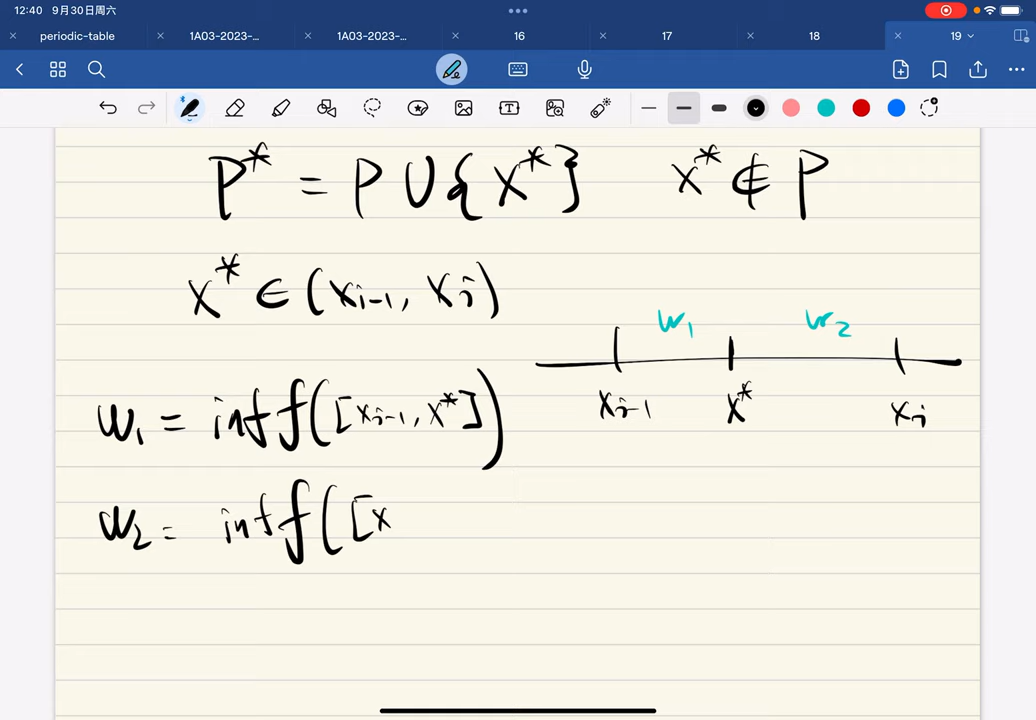 12:40 9月30日周六
periodic-table 1A03-2023-... 1A03-2023-... 16 17 18 19
P* = P ∪ {x*} x* ∉ P
x* ∈ (xi-1, xi)
w1 w2
xi-1 x* xi
w1 = inf f([xi-1, x*])
w2 = inf f([x